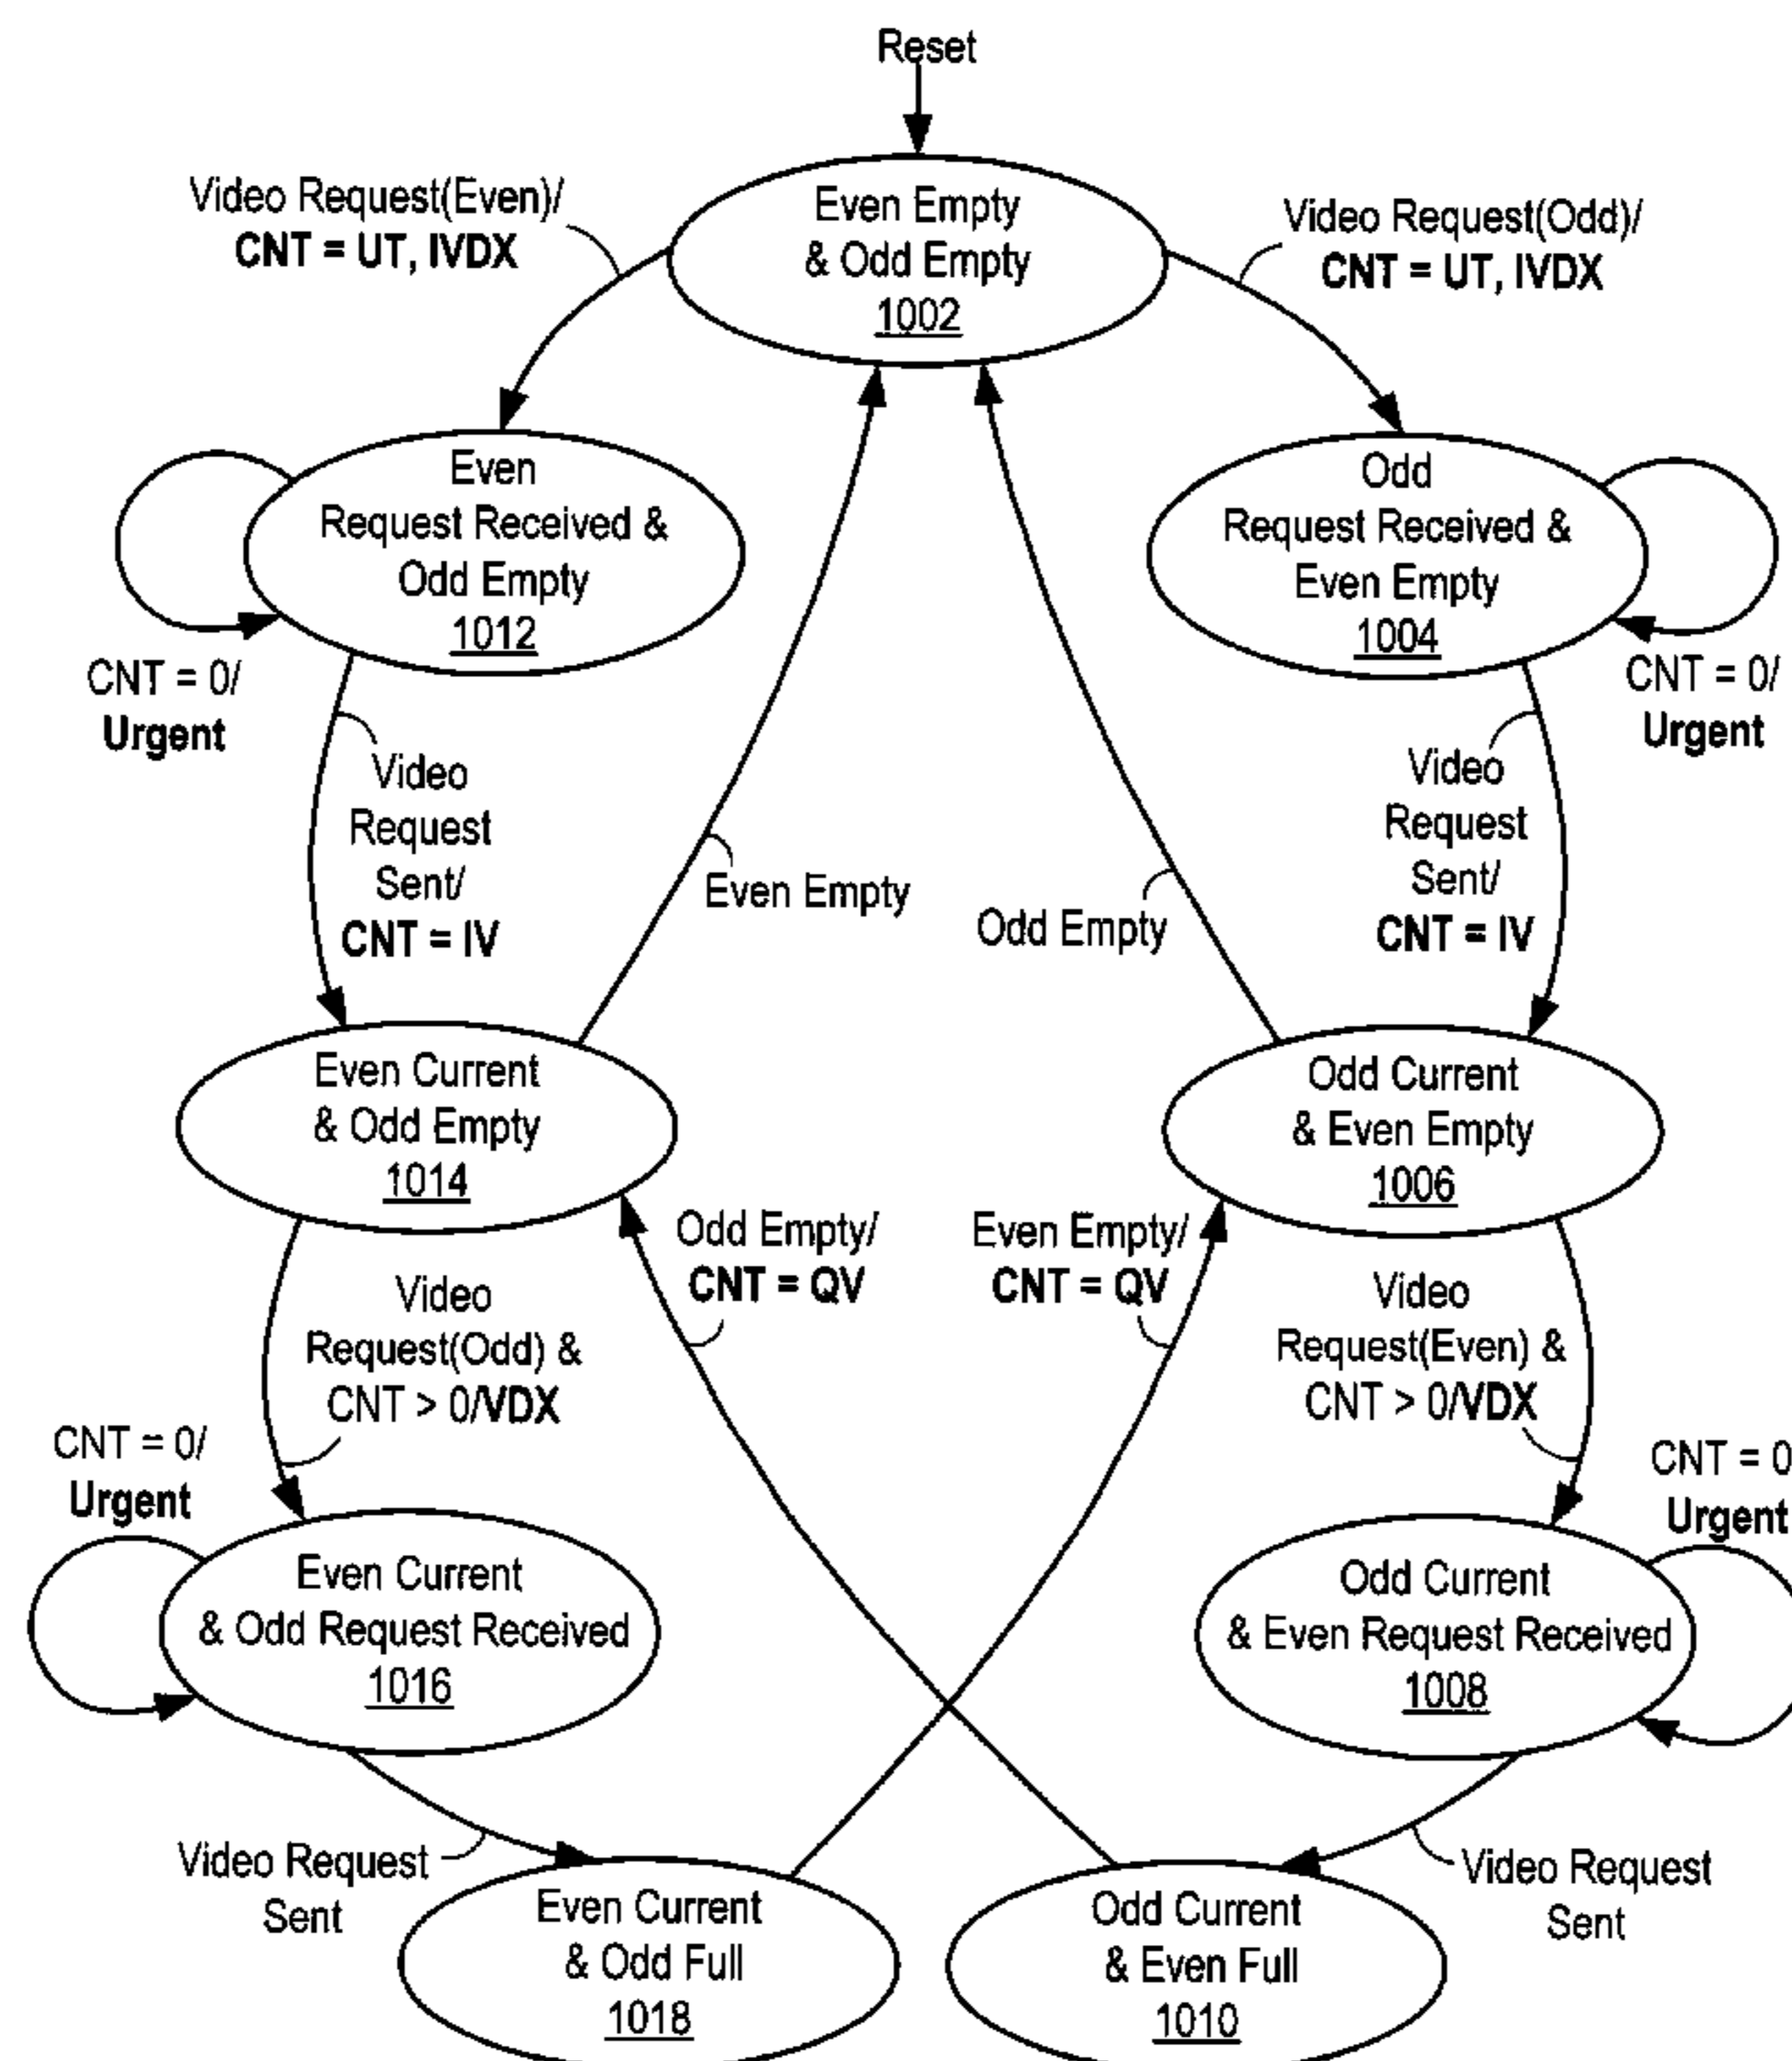 Reset
Video Request(Even)/
CNT = UT, IVDX
Even Empty
& Odd Empty
1002
Video Request(Odd)/
CNT = UT, IVDX
Even
Request Received &
Odd Empty
1012
Odd
Request Received &
Even Empty
1004
CNT = 0/
Urgent
CNT = 0/
Urgent
Video
Request
Sent/
CNT = IV
Even Empty
Odd Empty
Video
Request
Sent/
CNT = IV
Even Current
& Odd Empty
1014
Odd Current
& Even Empty
1006
Odd Empty/
CNT = QV
Even Empty/
CNT = QV
Video
Request(Odd) &
CNT > 0/VDX
Video
Request(Even) &
CNT > 0/VDX
CNT = 0/
Urgent
CNT = 0
Urgent
Even Current
& Odd Request Received
1016
Odd Current
& Even Request Received
1008
Video Request
Sent
Video Request
Sent
Even Current
& Odd Full
1018
Odd Current
& Even Full
1010